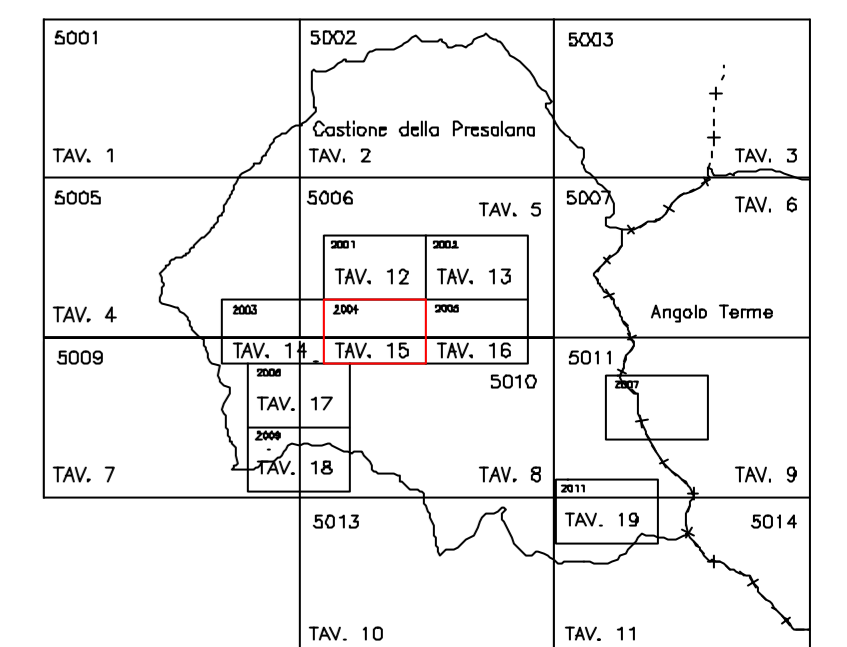 5001
5002
5003
Castione della Presolana
TAV. 1
TAV. 2
TAV. 3
5005
5006
5007
TAV. 5
TAV. 6
2001
2002
TAV. 12
TAV. 13
TAV. 4
2003
2004
2005
Angolo Terme
TAV. 14
TAV. 15
TAV. 16
5009
5010
5011
2007
2008
TAV. 17
2009
TAV. 18
TAV. 7
TAV. 8
TAV. 9
2011
TAV. 19
5013
5014
TAV. 10
TAV. 11